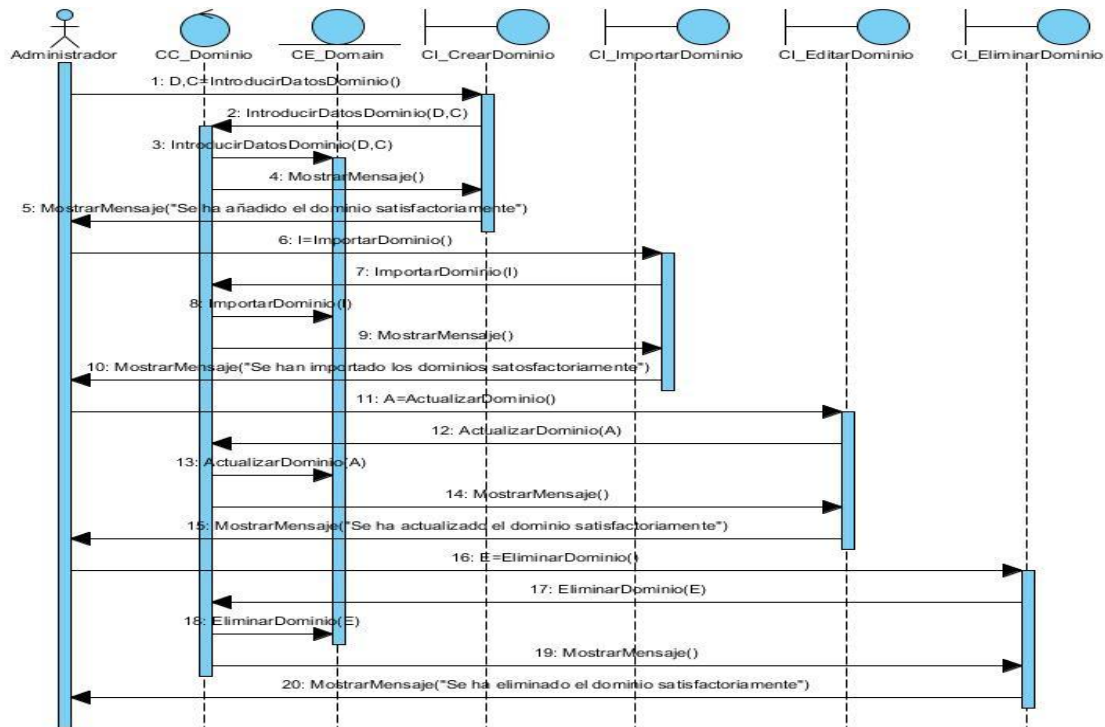 Administrador
CC_Dominio
CE_Domain
CI_CrearDominio
CI_ImportarDominio
CI_EditarDominio
CI_EliminarDominio
1: D,C=IntroducirDatosDominio()
2: IntroducirDatosDominio(D,C)
3: IntroducirDatosDominio(D,C)
4: MostrarMensaje()
5: MostrarMensaje("Se ha añadido el dominio satisfactoriamente")
6: I=ImportarDominio()
7: ImportarDominio(I)
8: ImportarDominio(I)
9: MostrarMensaje()
10: MostrarMensaje("Se han importado los dominios satosfactoriamente")
11: A=ActualizarDominio()
12: ActualizarDominio(A)
13: ActualizarDominio(A)
14: MostrarMensaje()
15: MostrarMensaje("Se ha actualizado el dominio satisfactoriamente")
16: E=EliminarDominio()
17: EliminarDominio(E)
18: EliminarDominio(E)
19: MostrarMensaje()
20: MostrarMensaje("Se ha eliminado el dominio satisfactoriamente")